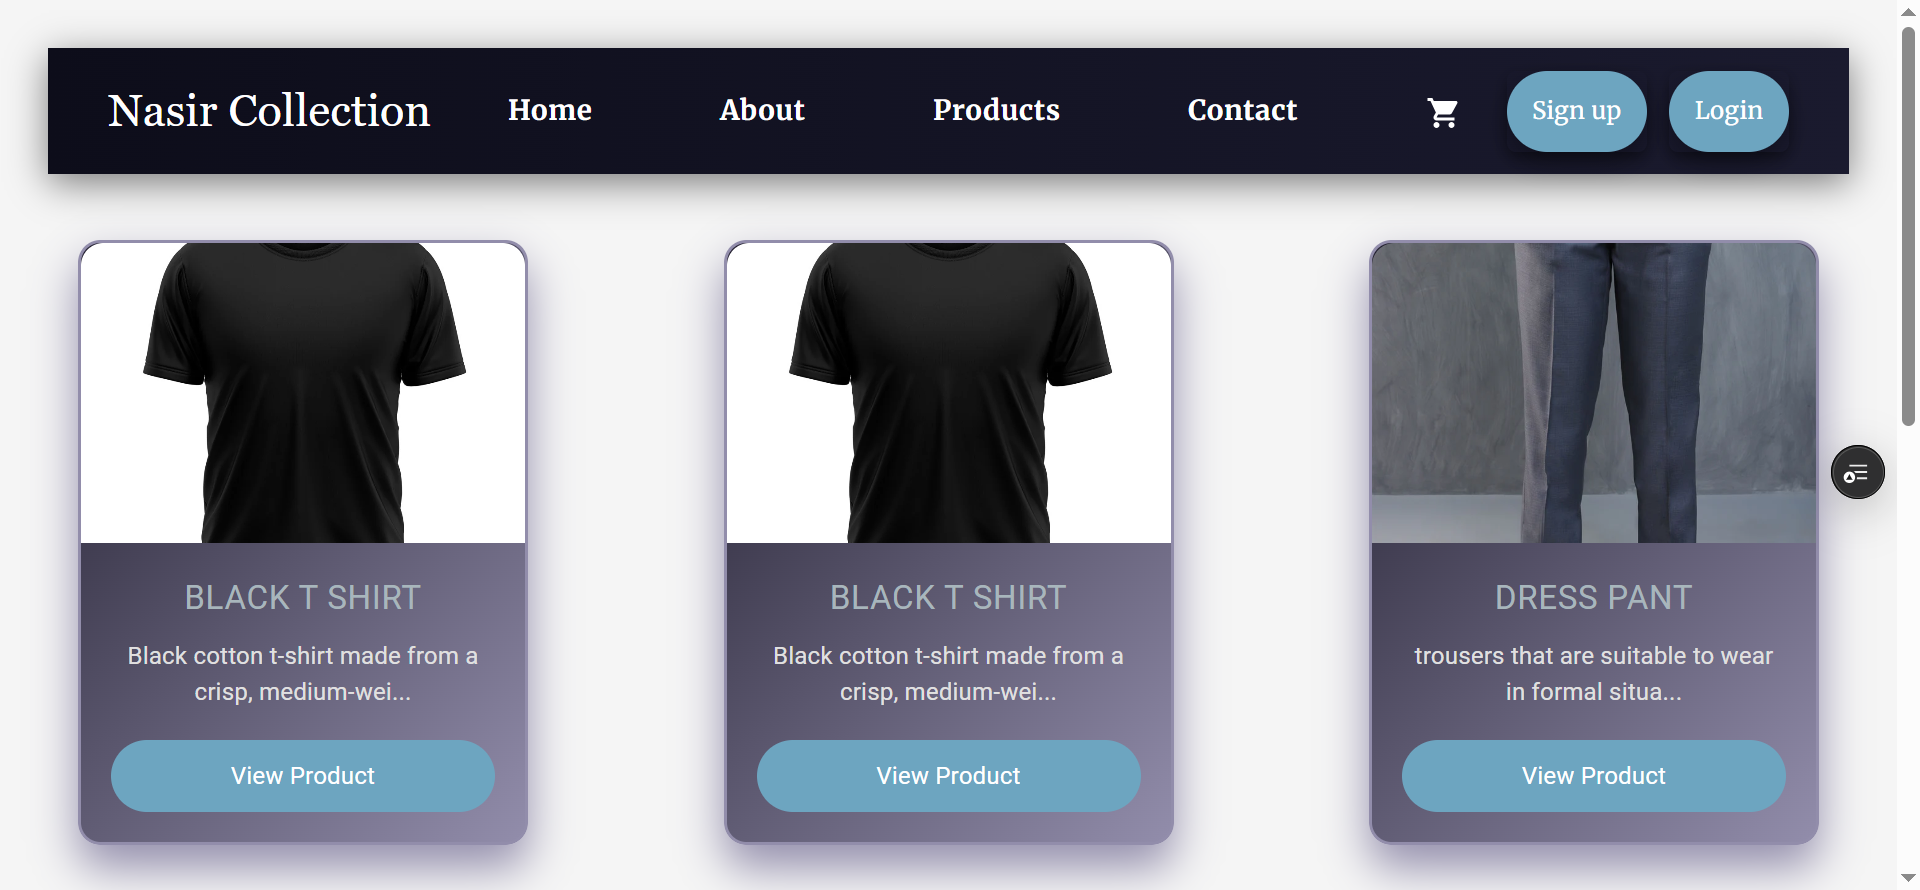 Nasir Collection Home About Products Contact Sign up Login
BLACK T SHIRT
Black cotton t-shirt made from a
crisp, medium-wei...
View Product
BLACK T SHIRT
Black cotton t-shirt made from a
crisp, medium-wei...
View Product
DRESS PANT
trousers that are suitable to wear
in formal situa...
View Product